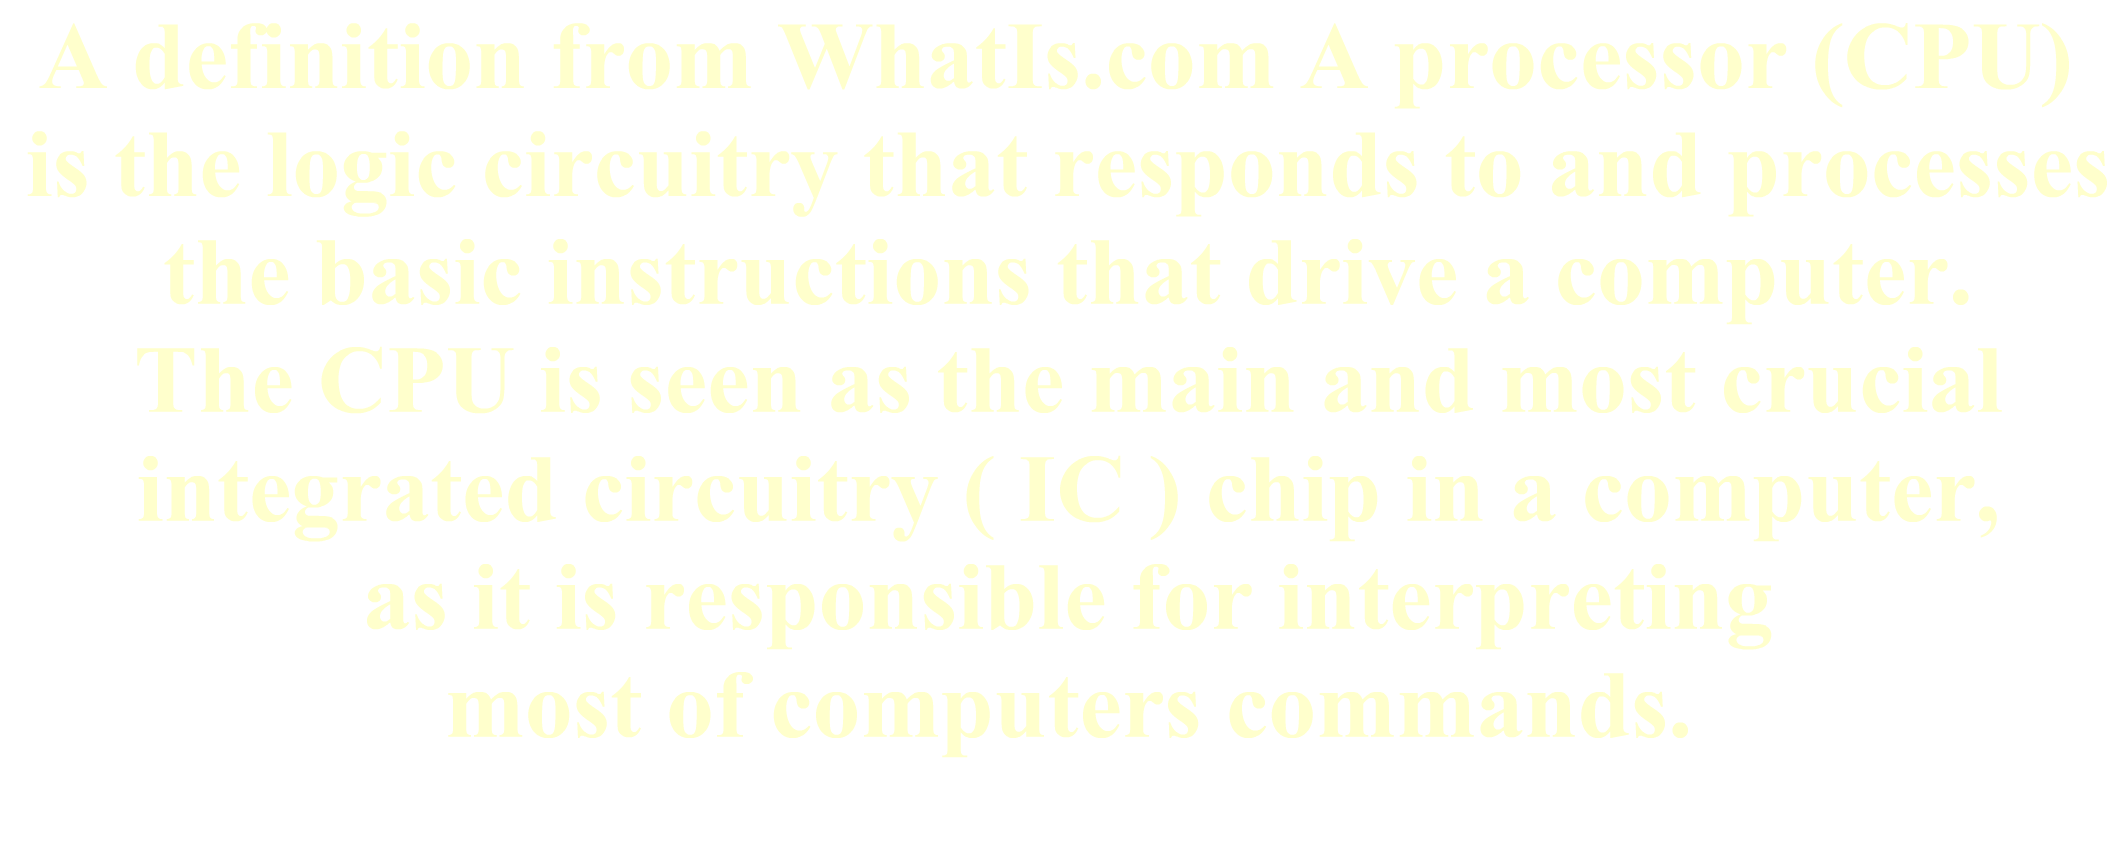 A definition from WhatIs.com A processor (CPU)
is the logic circuitry that responds to and processes
the basic instructions that drive a computer.
The CPU is seen as the main and most crucial
integrated circuitry ( IC ) chip in a computer,
as it is responsible for interpreting
most of computers commands.